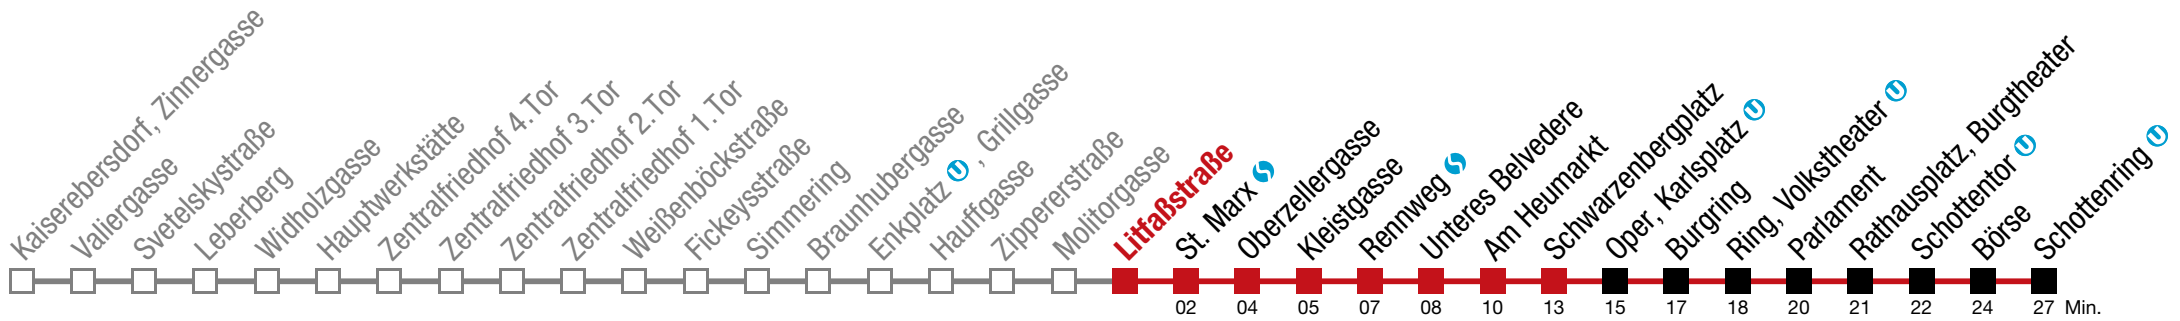 Kaiserebersdorf, Zinnergasse
Valiergasse
Svetelskystraße
Leberberg
Widholzgasse
Hauptwerkstätte
Zentralfriedhof 4.Tor
Zentralfriedhof 3.Tor
Zentralfriedhof 2.Tor
Zentralfriedhof 1.Tor
Weißenböckstraße
Fickeysstraße
Simmering
Braunhubergasse
Enkplatz U , Grillgasse
Hauffgasse
Zippererstraße
Molitorgasse
Litfaßstraße
St. Marx S
Oberzellergasse
Kleistgasse
Rennweg S
Unteres Belvedere
Am Heumarkt
Schwarzenbergplatz
Oper, Karlsplatz U
Burgring
Ring, Volkstheater U
Parlament
Rathausplatz, Burgtheater
Schottentor U
Börse
Schottenring U
02 04 05 07 08 10 13 15 17 18 20 21 22 24 27 Min.